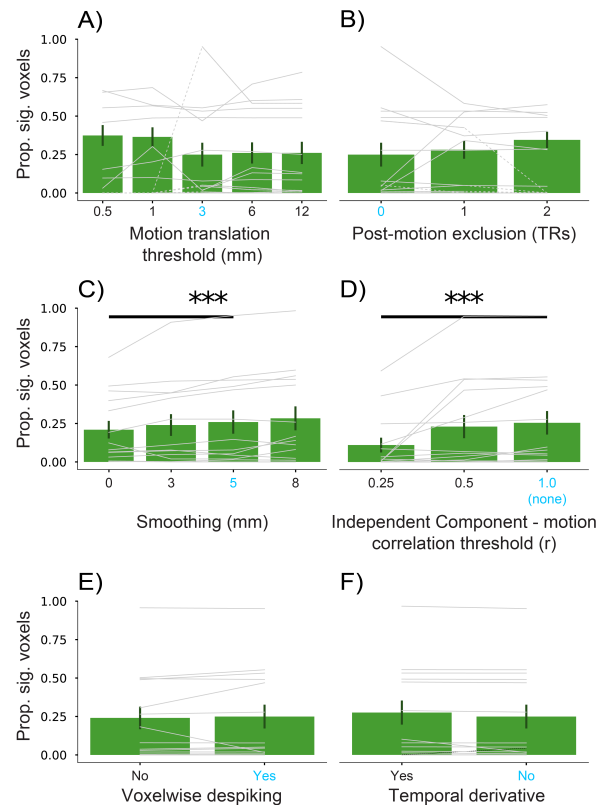 A)
B)
Prop. sig. voxels
1.00
0.75
0.50
0.25
0.00
0.5 1 3 6 12
0 1 2
Motion translation
threshold (mm)
Post-motion exclusion (TRs)
C)
D)
Prop. sig. voxels
1.00
0.75
0.50
0.25
0.00
***
***
0 3 5 8
0.25 0.5 1.0
(none)
Smoothing (mm)
Independent Component - motion
correlation threshold (r)
E)
F)
Prop. sig. voxels
1.00
0.75
0.50
0.25
0.00
No Yes
Yes No
Voxelwise despiking
Temporal derivative